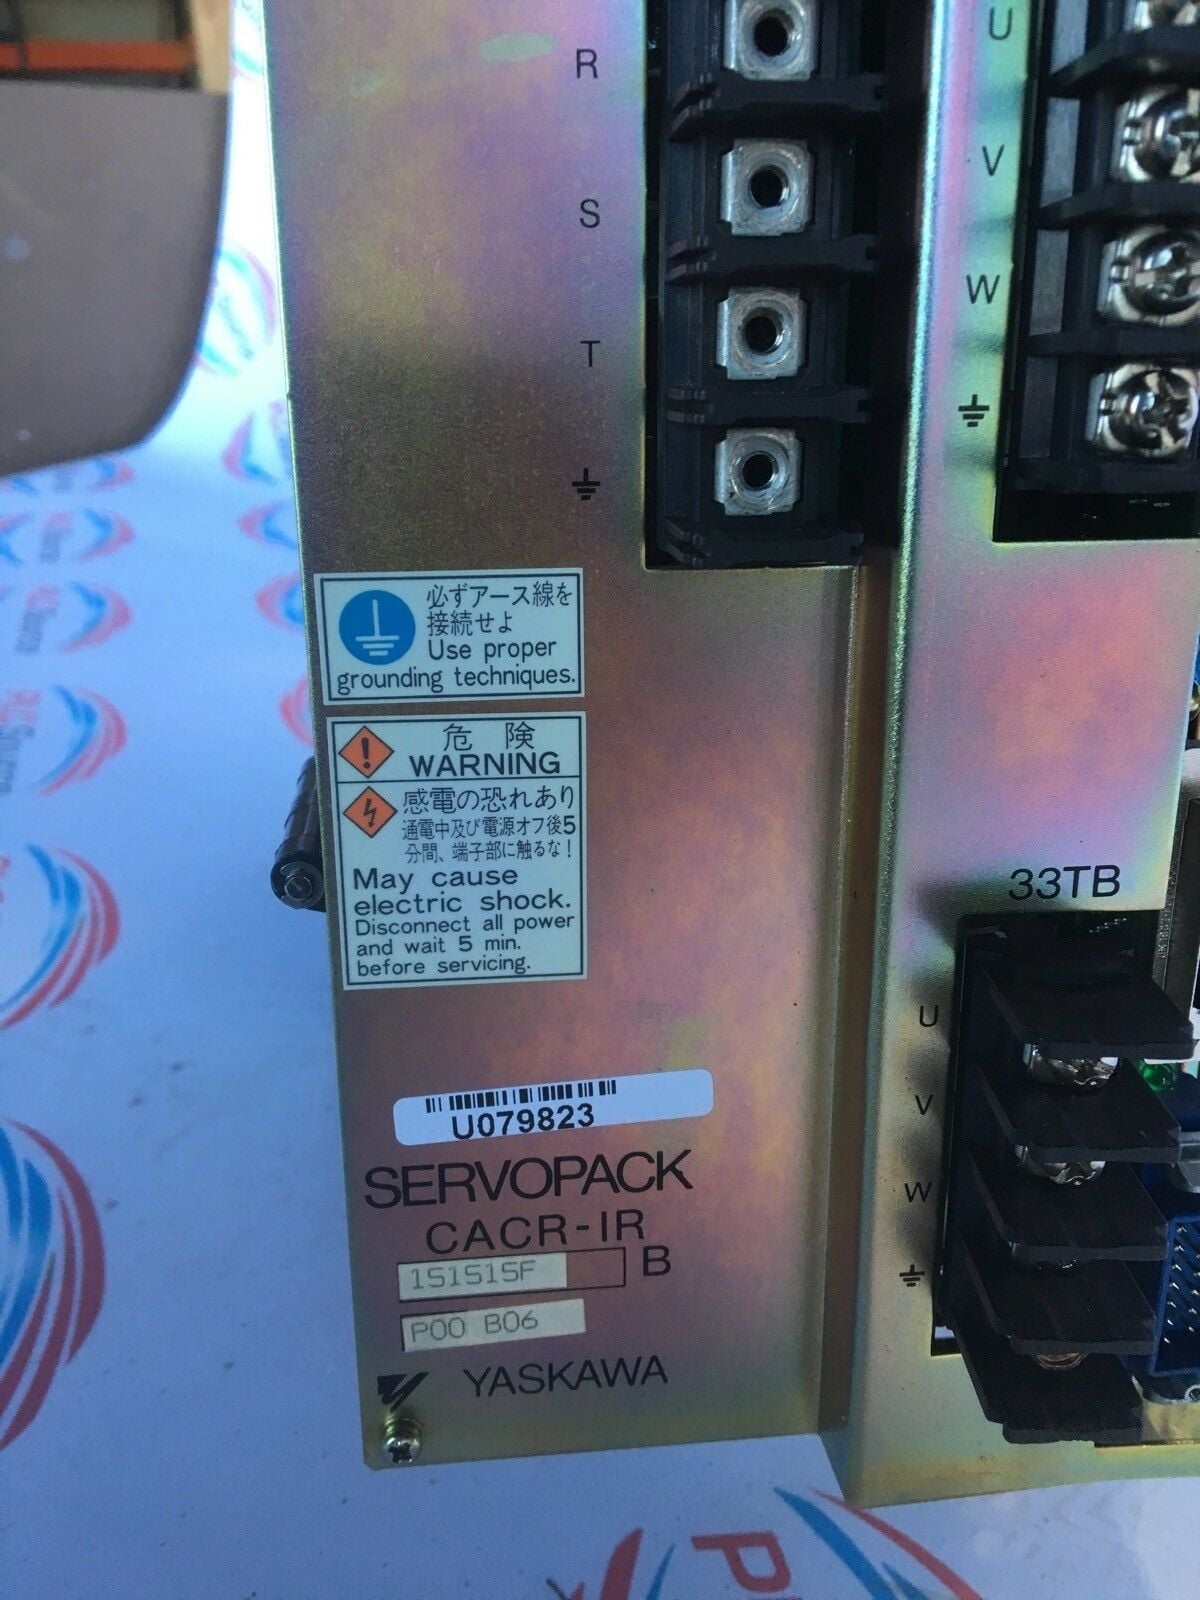 R
S
T
U
V
W
必ずアース線を
接続せよ
Use proper
grounding techniques.
危 険
WARNING
感電の恐れあり
通電中及び電源オフ後5
分間、端子部に触るな!
May cause
electric shock.
Disconnect all power
and wait 5 min.
before servicing.
33TB
U
V
W
U079823
SERVOPACK
CACR-IR
151515F B
P00 B06
YASKAWA